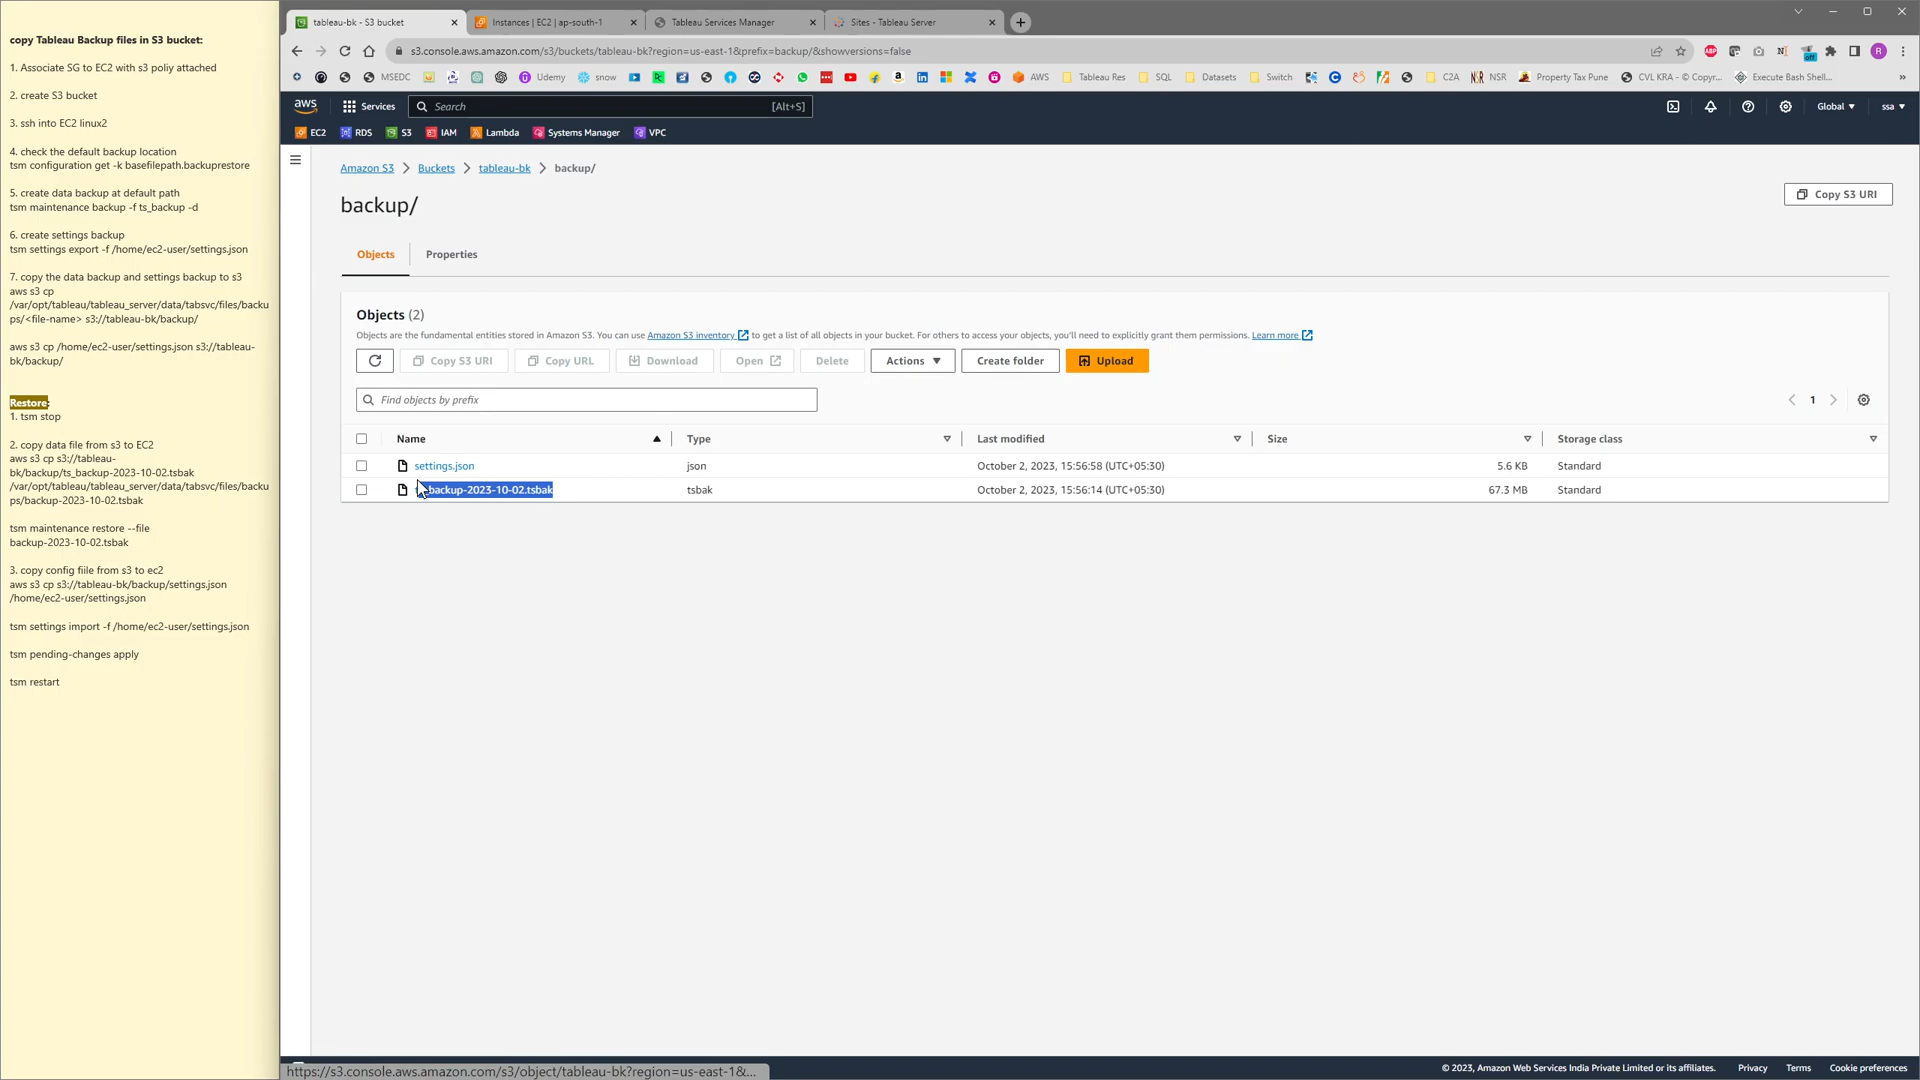 copy Tableau Backup files in S3 bucket:
1. Associate SG to EC2 with s3 poliy attached
2. create S3 bucket
3. ssh into EC2 linux2
4. check the default backup location
tsm configuration get -k basefilepath.backuprestore
5. create data backup at default path
tsm maintenance backup -f ts_backup -d
6. create settings backup
tsm settings export -f /home/ec2-user/settings.json
7. copy the data backup and settings backup to s3
aws s3 cp
/var/opt/tableau/tableau_server/data/tabsvc/files/backu
ps/<file-name> s3://tableau-bk/backup/
aws s3 cp /home/ec2-user/settings.json s3://tableau-
bk/backup/
Restore:
1. tsm stop
2. copy data file from s3 to EC2
aws s3 cp s3://tableau-
bk/backup/ts_backup-2023-10-02.tsbak
/var/opt/tableau/tableau_server/data/tabsvc/files/backu
ps/backup-2023-10-02.tsbak
tsm maintenance restore --file
backup-2023-10-02.tsbak
3. copy config fiile from s3 to ec2
aws s3 cp s3://tableau-bk/backup/settings.json
/home/ec2-user/settings.json
tsm settings import -f /home/ec2-user/settings.json
tsm pending-changes apply
tsm restart
tableau-bk - S3 bucket
Instances | EC2 | ap-south-1
Tableau Services Manager
Sites - Tableau Server
s3.console.aws.amazon.com/s3/buckets/tableau-bk?region=us-east-1&prefix=backup/&showversions=false
MSEDC Udemy snow AWS Tableau Res SQL Datasets Switch C2A NSR Property Tax Pune CVL KRA - © Copyr... Execute Bash Shell... »
aws Services Search [Alt+S] Global ssa
EC2 RDS S3 IAM Lambda Systems Manager VPC
Amazon S3 > Buckets > tableau-bk > backup/
backup/
Copy S3 URI
Objects Properties
Objects (2)
Objects are the fundamental entities stored in Amazon S3. You can use Amazon S3 inventory to get a list of all objects in your bucket. For others to access your objects, you'll need to explicitly grant them permissions. Learn more
Copy S3 URI Copy URL Download Open Delete Actions Create folder Upload
Find objects by prefix
1
Name Type Last modified Size Storage class
settings.json json October 2, 2023, 15:56:58 (UTC+05:30) 5.6 KB Standard
backup-2023-10-02.tsbak tsbak October 2, 2023, 15:56:14 (UTC+05:30) 67.3 MB Standard
https://s3.console.aws.amazon.com/s3/object/tableau-bk?region=us-east-1&...
© 2023, Amazon Web Services India Private Limited or its affiliates. Privacy Terms Cookie preferences